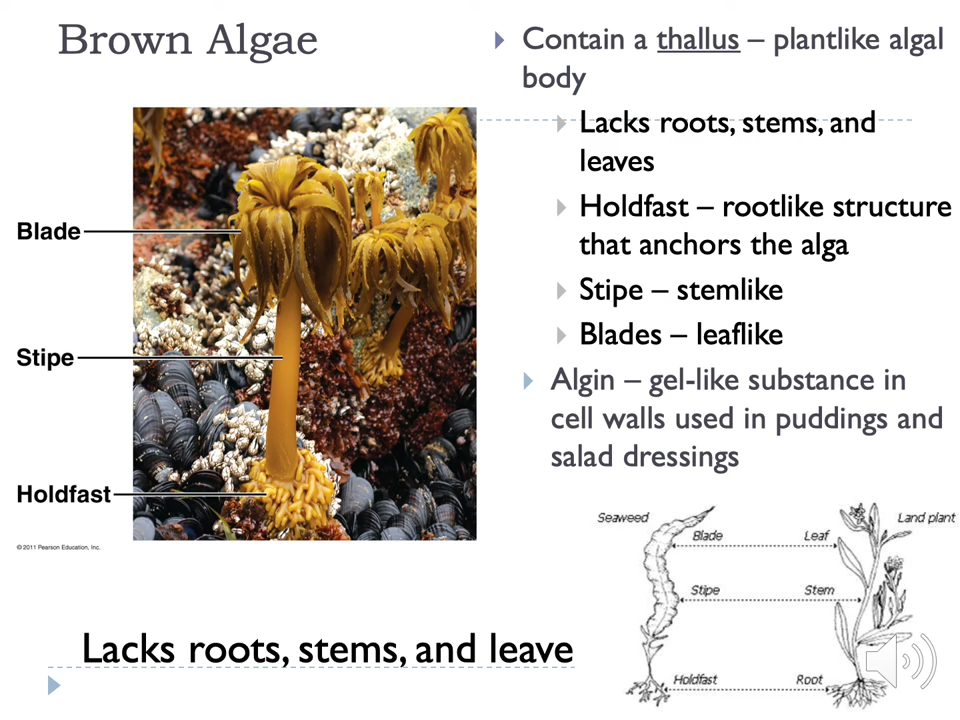 Brown Algae
Contain a thallus – plantlike algal
body
Lacks roots, stems, and
leaves
Holdfast – rootlike structure
that anchors the alga
Stipe – stemlike
Blades – leaflike
Algin – gel-like substance in
cell walls used in puddings and
salad dressings
Blade
Stipe
Holdfast
© 2011 Pearson Education, Inc.
Seaweed
Land plant
Blade
Leaf
Stipe
Stem
Holdfast
Root
Lacks roots, stems, and leave